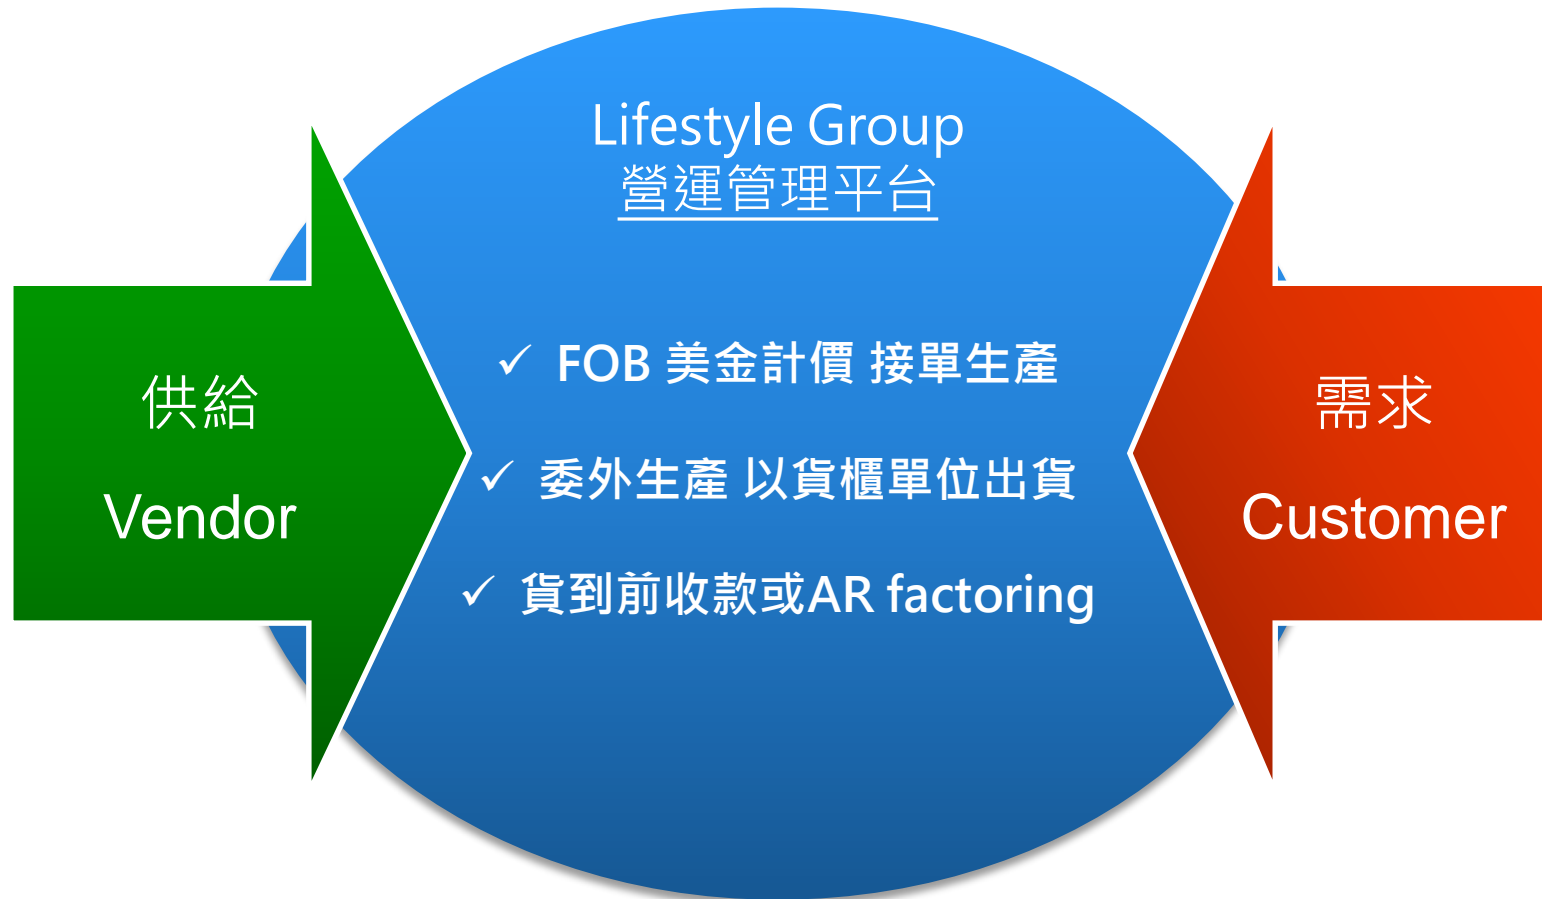 Lifestyle Group
營運管理平台
供給
Vendor
✓ FOB 美金計價 接單生產
✓ 委外生產 以貨櫃單位出貨
✓ 貨到前收款或AR factoring
需求
Customer